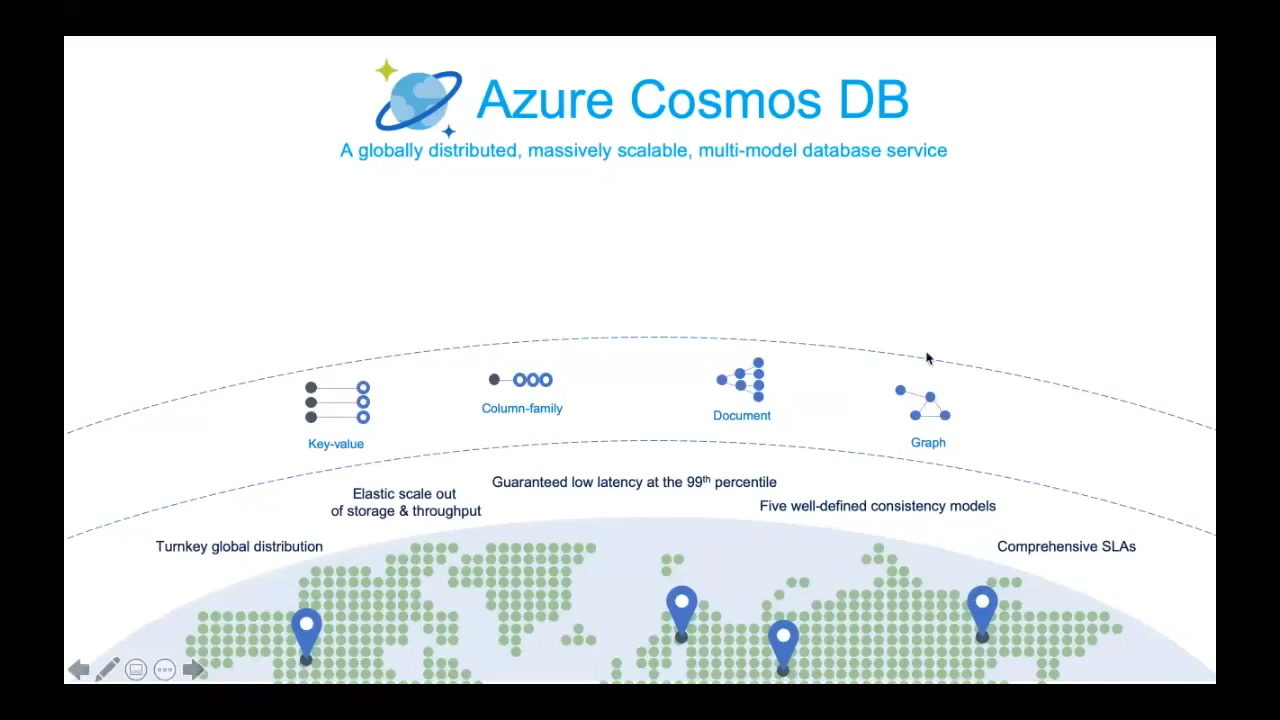 Azure Cosmos DB
A globally distributed, massively scalable, multi-model database service
Key-value
Column-family
Document
Graph
Turnkey global distribution
Elastic scale out
of storage & throughput
Guaranteed low latency at the 99th percentile
Five well-defined consistency models
Comprehensive SLAs